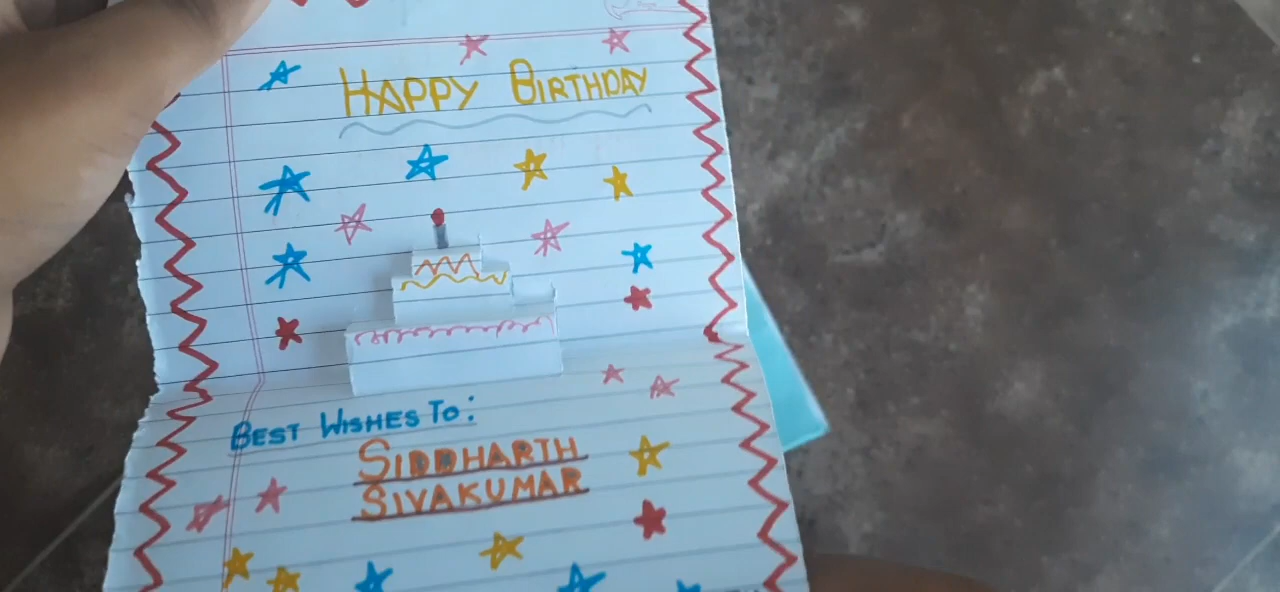 HAPPY BIRTHDAY
BEST WISHES TO:
SIDDHARTH
SIVAKUMAR